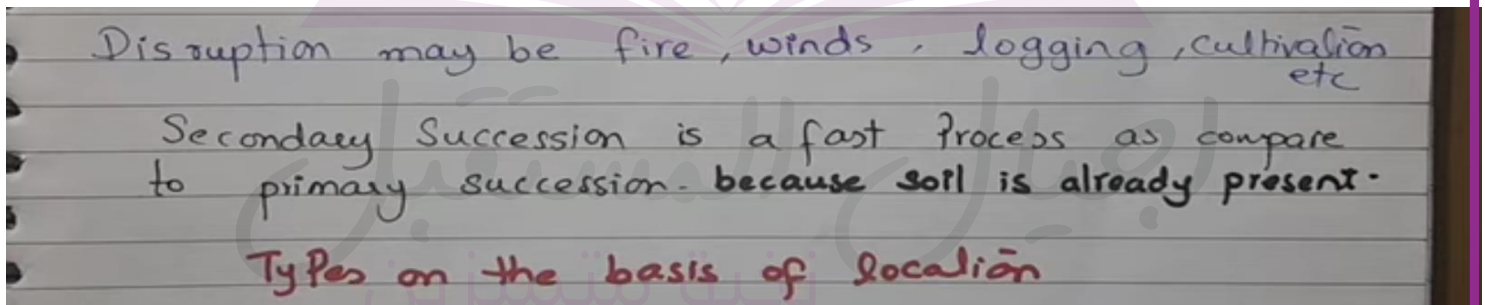 Disruption may be fire, winds, logging, cultivation
etc
Secondary Succession is a fast Process as compare
to primary succession. because soil is already present.
Types on the basis of location